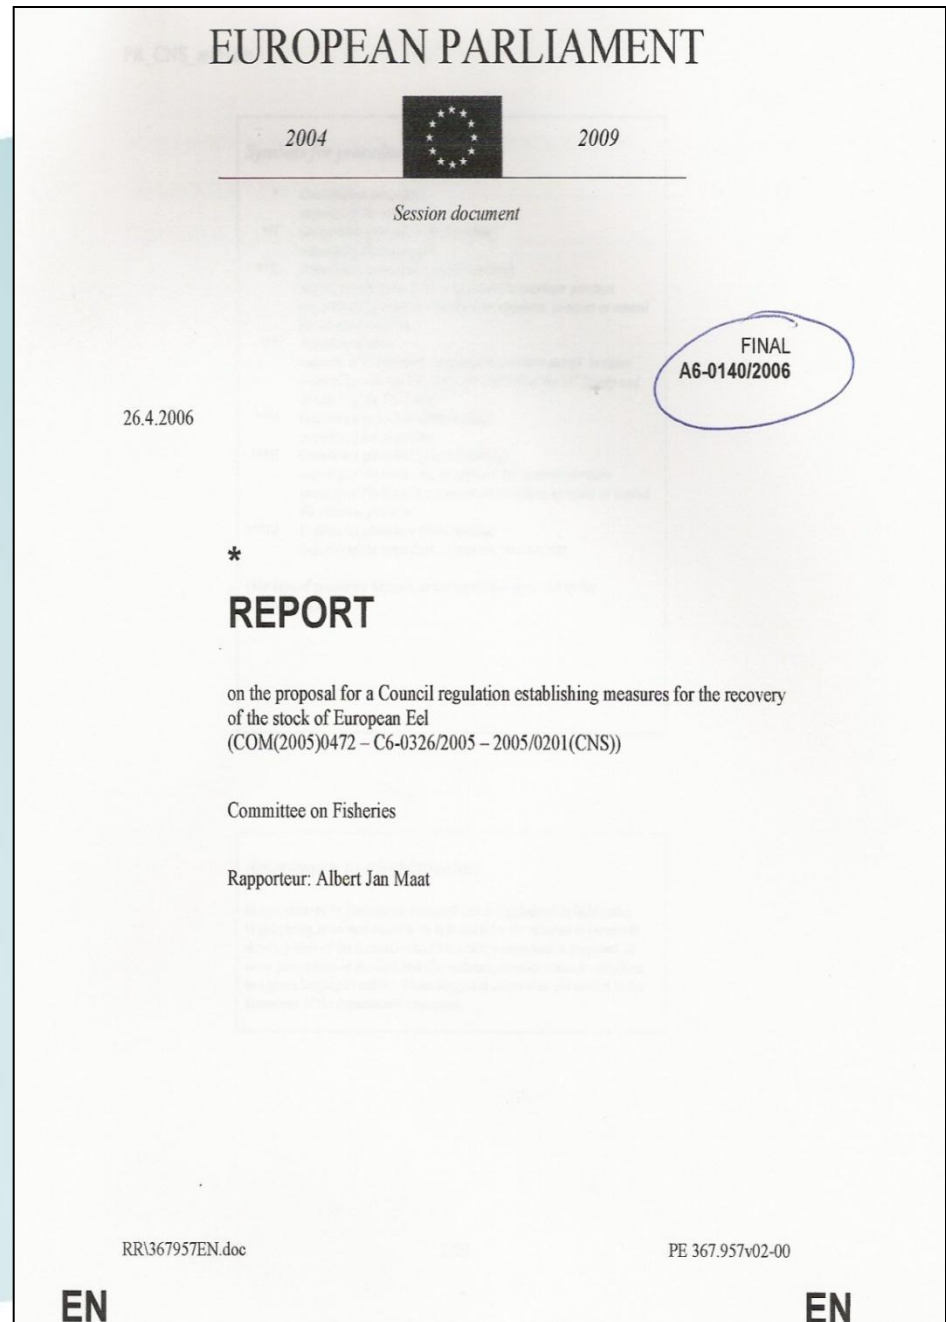 EUROPEAN PARLIAMENT
2004
2009
Session document
FINAL
A6-0140/2006
26.4.2006
*
REPORT
on the proposal for a Council regulation establishing measures for the recovery
of the stock of European Eel
(COM(2005)0472 – C6-0326/2005 – 2005/0201(CNS))
Committee on Fisheries
Rapporteur: Albert Jan Maat
RR\367957EN.doc
PE 367.957v02-00
EN
EN